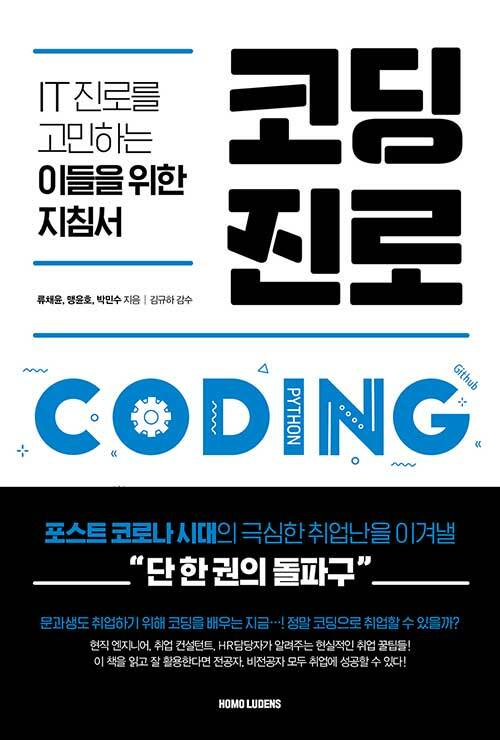 IT 진로를
고민하는
이들을 위한
지침서
코딩
진로
류채윤, 맹윤호, 박민수 지음 | 김규하 감수
CODING
PYTHON
Github
포스트 코로나 시대의 극심한 취업난을 이겨낼
“단 한 권의 돌파구”
문과생도 취업하기 위해 코딩을 배우는 지금…! 정말 코딩으로 취업할 수 있을까?
현직 엔지니어, 취업 컨설턴트, HR담당자가 알려주는 현실적인 취업 꿀팁들!
이 책을 읽고 잘 활용한다면 전공자, 비전공자 모두 취업에 성공할 수 있다!
HOMO LUDENS